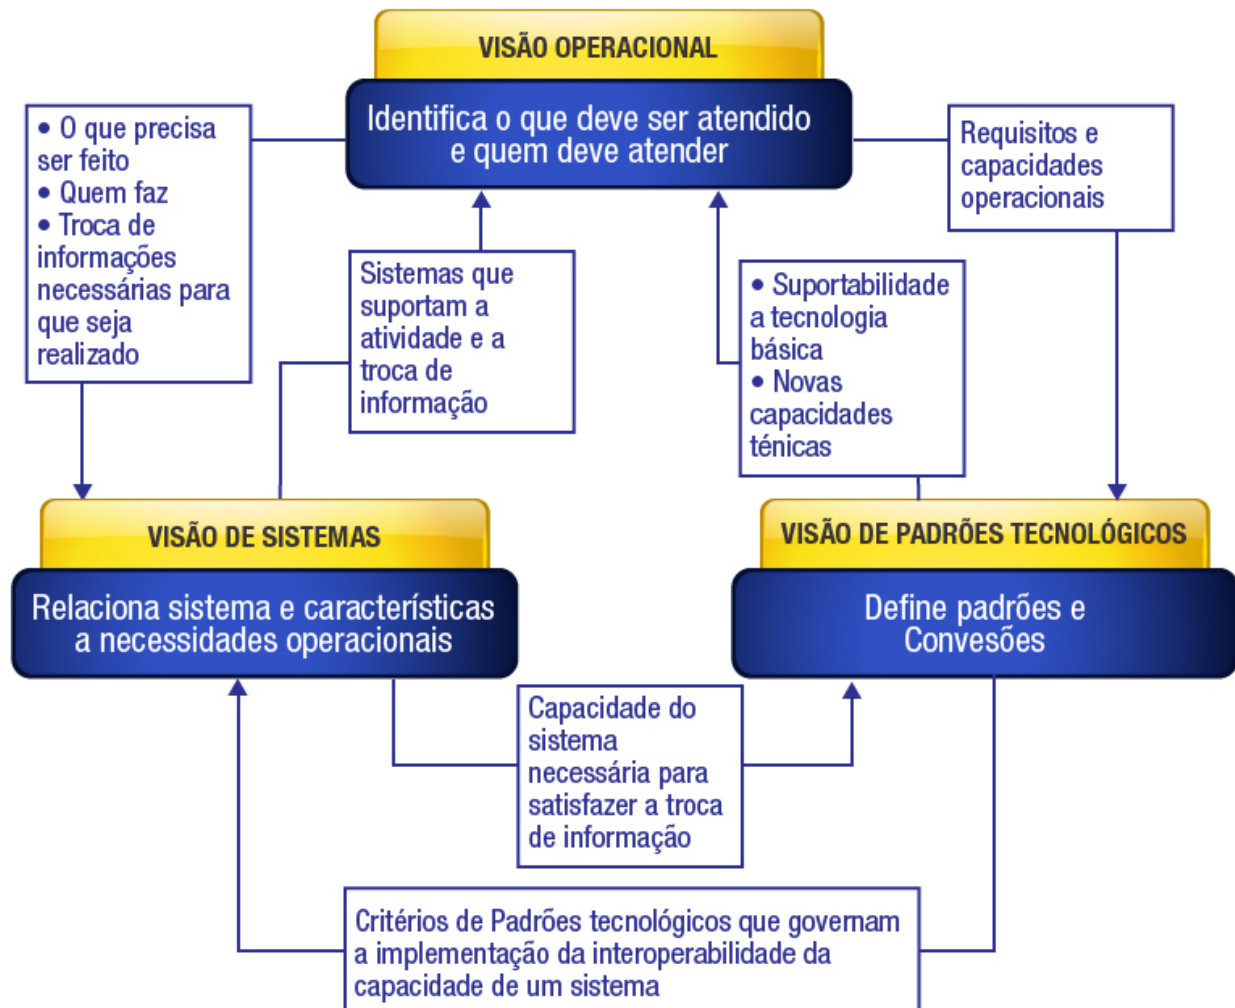 VISÃO OPERACIONAL
Identifica o que deve ser atendido
e quem deve atender
• O que precisa
ser feito
• Quem faz
• Troca de
informações
necessárias para
que seja
realizado
Requisitos e
capacidades
operacionais
Sistemas que
suportam a
atividade e a
troca de
informação
• Suportabilidade
a tecnologia
básica
• Novas
capacidades
ténicas
VISÃO DE SISTEMAS
Relaciona sistema e característícas
a necessidades operacionais
VISÃO DE PADRÕES TECNOLÓGICOS
Define padrões e
Convesões
Capacidade do
sistema
necessária para
satisfazer a troca
de informação
Critérios de Padrões tecnológicos que governam
a implementação da interoperabilidade da
capacidade de um sistema